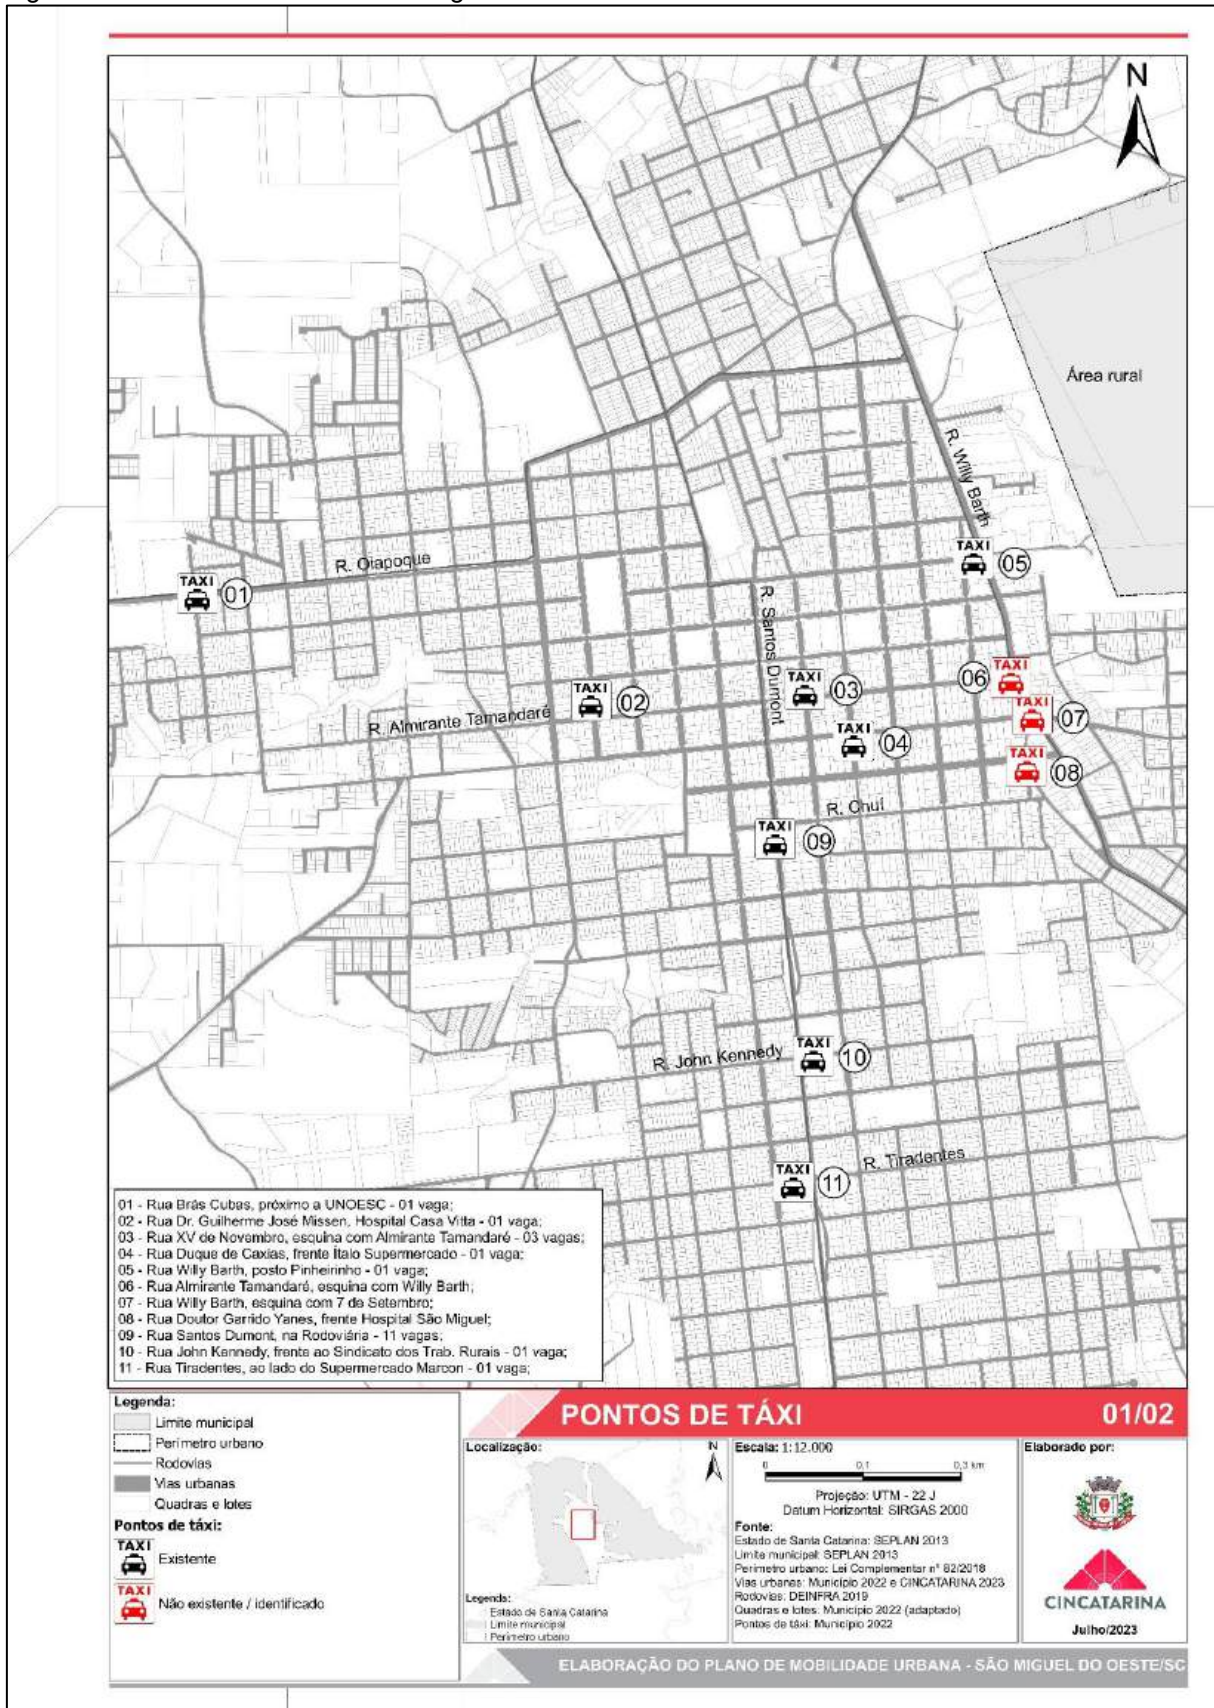 N
Área rural
R. Willy Barth
R. Oiapoque
TAXI 01
TAXI 05
R. Santos Dumont
TAXI 06
TAXI 02
TAXI 03
R. Almirante Tamandaré
TAXI 07
TAXI 04
TAXI 08
R. Chuí
TAXI 09
R. John Kennedy
TAXI 10
R. Tiradentes
TAXI 11
01 - Rua Brás Cubas, próximo a UNOESC - 01 vaga;
02 - Rua Dr. Guilherme José Missen, Hospital Casa Vitta - 01 vaga;
03 - Rua XV de Novembro, esquina com Almirante Tamandaré - 03 vagas;
04 - Rua Duque de Caxias, frente Ítalo Supermercado - 01 vaga;
05 - Rua Willy Barth, posto Pinheirinho - 01 vaga;
06 - Rua Almirante Tamandaré, esquina com Willy Barth;
07 - Rua Willy Barth, esquina com 7 de Setembro;
08 - Rua Doutor Garrido Yanes, frente Hospital São Miguel;
09 - Rua Santos Dumont, na Rodoviária - 11 vagas;
10 - Rua John Kennedy, frente ao Sindicato dos Trab. Rurais - 01 vaga;
11 - Rua Tiradentes, ao lado do Supermercado Marcon - 01 vaga;
Legenda:
Limite municipal
Perímetro urbano
Rodovias
Vias urbanas
Quadras e lotes
Pontos de táxi:
TAXI Existente
TAXI Não existente / identificado
PONTOS DE TÁXI 01/02
Localização:
N
Legenda:
Estado de Santa Catarina
Limite municipal
Perímetro urbano
Escala: 1:12.000
0 0,1 0,3 km
Projeção: UTM - 22 J
Datum Horizontal: SIRGAS 2000
Fonte:
Estado de Santa Catarina: SEPLAN 2013
Limite municipal: SEPLAN 2013
Perímetro urbano: Lei Complementar nº 82/2018
Vias urbanas: Município 2022 e CINCATARINA 2023
Rodovias: DEINFRA 2019
Quadras e lotes: Município 2022 (adaptado)
Pontos de táxi: Município 2022
Elaborado por:
CINCATARINA
Julho/2023
ELABORAÇÃO DO PLANO DE MOBILIDADE URBANA - SÃO MIGUEL DO OESTE/SC